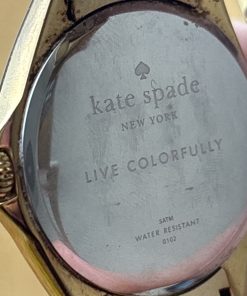 kate spade
NEW YORK
LIVE COLORFULLY
5ATM
WATER RESISTANT
0102